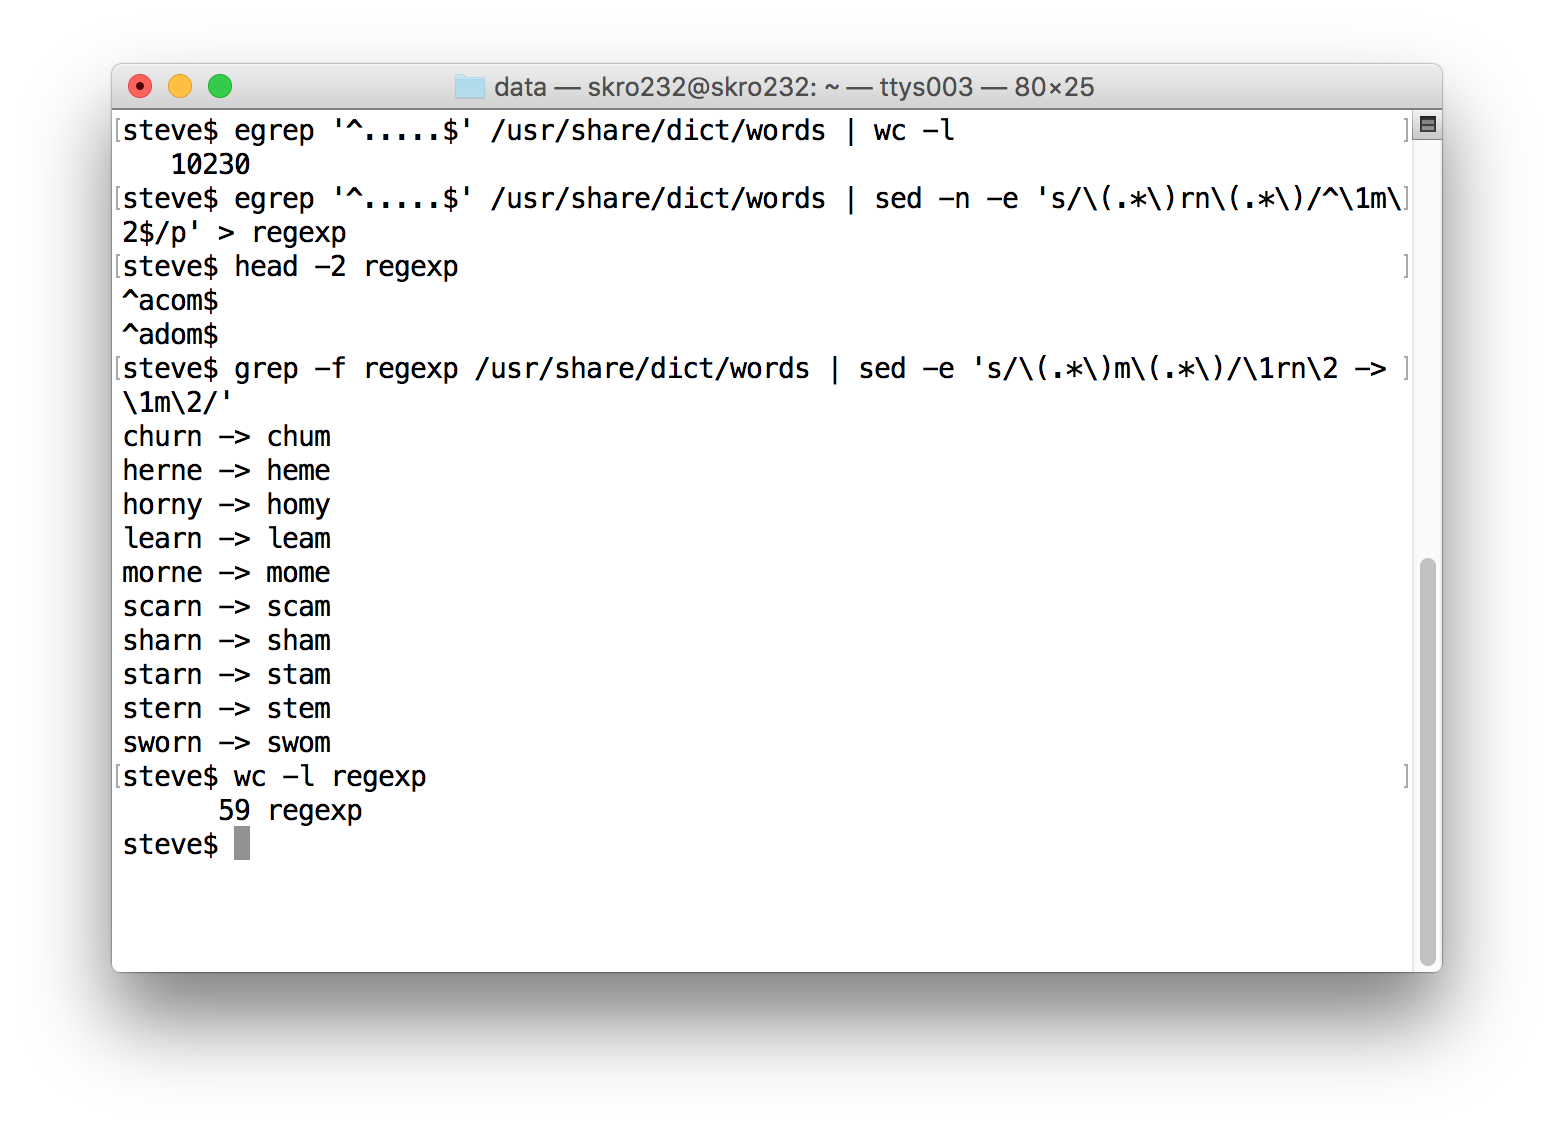 data — skro232@skro232: ~ — ttys003 — 80×25
steve$ egrep '^.....$' /usr/share/dict/words | wc -l
10230
steve$ egrep '^.....$' /usr/share/dict/words | sed -n -e 's/\(.*\)rn\(.*\)/^\1m\
2$/p' > regexp
steve$ head -2 regexp
^acom$
^adom$
steve$ grep -f regexp /usr/share/dict/words | sed -e 's/\(.*\)m\(.*\)/\1rn\2 ->
\1m\2/'
churn -> chum
herne -> heme
horny -> homy
learn -> leam
morne -> mome
scarn -> scam
sharn -> sham
starn -> stam
stern -> stem
sworn -> swom
steve$ wc -l regexp
59 regexp
steve$